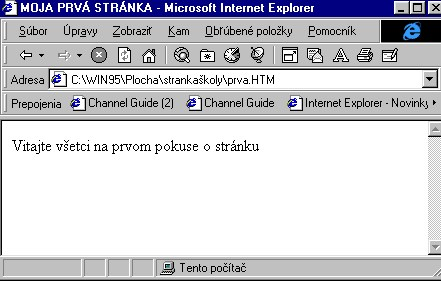 MOJA PRVÁ STRÁNKA - Microsoft Internet Explorer
Súbor Úpravy Zobraziť Kam Obľúbené položky Pomocník
Adresa C:\WIN95\Plocha\strankaškoly\prva.HTM
Prepojenia Channel Guide (2) Channel Guide Internet Explorer - Novinky
Vitajte všetci na prvom pokuse o stránku
Tento počítač